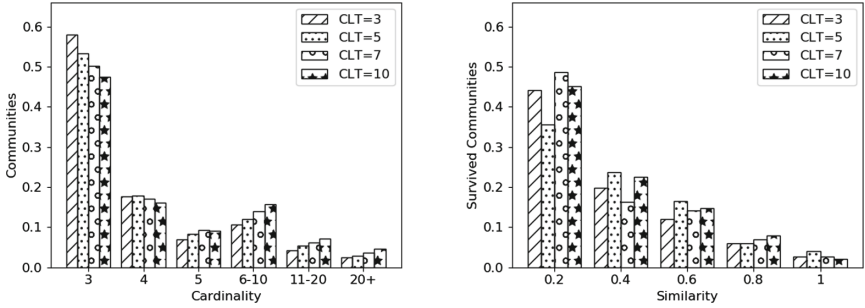 0.6
0.5
0.4
0.3
0.2
0.1
0.0
Communities
3
4
5
6-10
11-20
20+
Cardinality
CLT=3
CLT=5
CLT=7
CLT=10
0.6
0.5
0.4
0.3
0.2
0.1
0.0
Survived Communities
0.2
0.4
0.6
0.8
1
Similarity
CLT=3
CLT=5
CLT=7
CLT=10